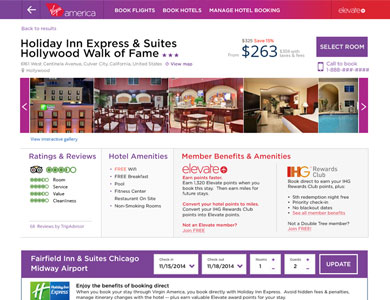 Virgin america
BOOK FLIGHTS BOOK HOTELS MANAGE HOTEL BOOKING
elevate
Back to results
Holiday Inn Express & Suites
Hollywood Walk of Fame ★★★
$325 Save 15%
From $263
taxes & fees
SELECT ROOM
Culver City, California, United States View map
Hollywood
Call to book
1-888-###-####
View interactive gallery
Ratings & Reviews
Room
Service
Value
Cleanliness
Reviews by TripAdvisor
Hotel Amenities
FREE Wifi
FREE Breakfast
Pool
Fitness Center
Restaurant On Site
Non-Smoking Rooms
Member Benefits & Amenities
elevate
Earn points faster.
Earn 1,320 Elevate points when you
book this stay. Then earn miles for
future stays.
Convert your hotel points to miles.
Convert your IHG Rewards Club
points into Elevate points.
Not an Elevate member?
Join FREE!
IHG Rewards
Club
Book direct to earn your IHG
Rewards Club points, plus:
5th redemption night free
Priority check-in
No blackout dates
See all member benefits
Not a Double Tree member?
Join FREE!
Fairfield Inn & Suites Chicago
Midway Airport
Check in
11/15/2014
Check out
11/18/2014
Rooms
1
Guests
2
UPDATE
Holiday Inn
Express
Enjoy the benefits of booking direct
When you book your stay through Virgin America, you book directly with Holiday Inn Express. Avoid hidden fees & penalties,
manage itinerary changes with the hotel – plus earn valuable Elevate award points for your stay.